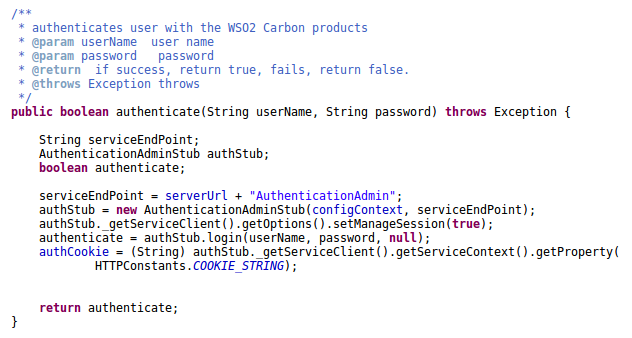 /**
 * authenticates user with the WSO2 Carbon products
 * @param userName  user name
 * @param password   password
 * @return  if success, return true, fails, return false.
 * @throws Exception throws
 */
public boolean authenticate(String userName, String password) throws Exception {
    String serviceEndPoint;
    AuthenticationAdminStub authStub;
    boolean authenticate;
    serviceEndPoint = serverUrl + "AuthenticationAdmin";
    authStub = new AuthenticationAdminStub(configContext, serviceEndPoint);
    authStub._getServiceClient().getOptions().setManageSession(true);
    authenticate = authStub.login(userName, password, null);
    authCookie = (String) authStub._getServiceClient().getServiceContext().getProperty(
            HTTPConstants.COOKIE_STRING);
    return authenticate;
}